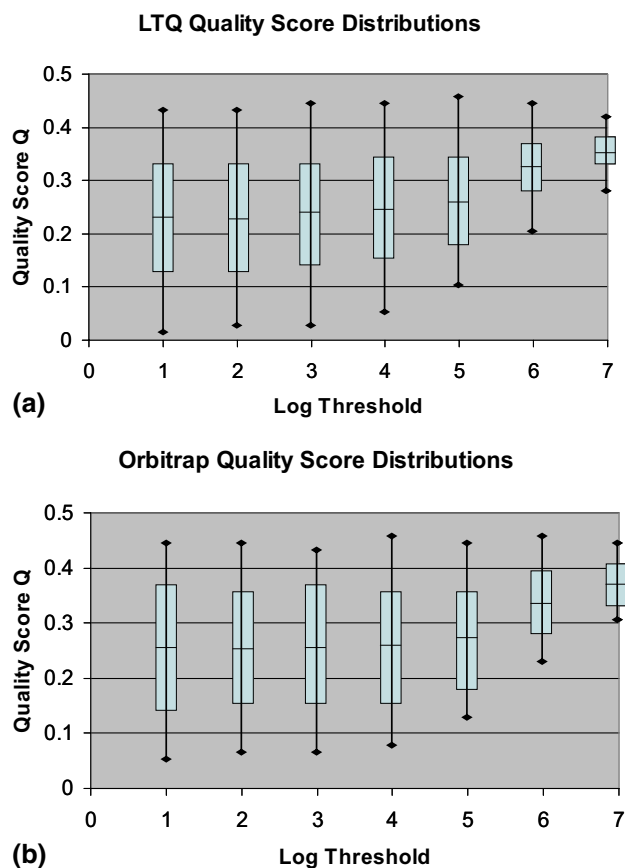 LTQ Quality Score Distributions
0.5
0.4
0.3
0.2
0.1
0
Quality Score Q
0 1 2 3 4 5 6 7
Log Threshold
(a)
Orbitrap Quality Score Distributions
0.5
0.4
0.3
0.2
0.1
0
Quality Score Q
0 1 2 3 4 5 6 7
Log Threshold
(b)